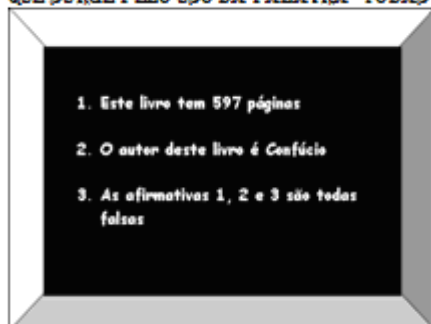 1. Este livro tem 597 páginas
2. O autor deste livro é Confúcio
3. As afirmativas 1, 2 e 3 são todas
falsas